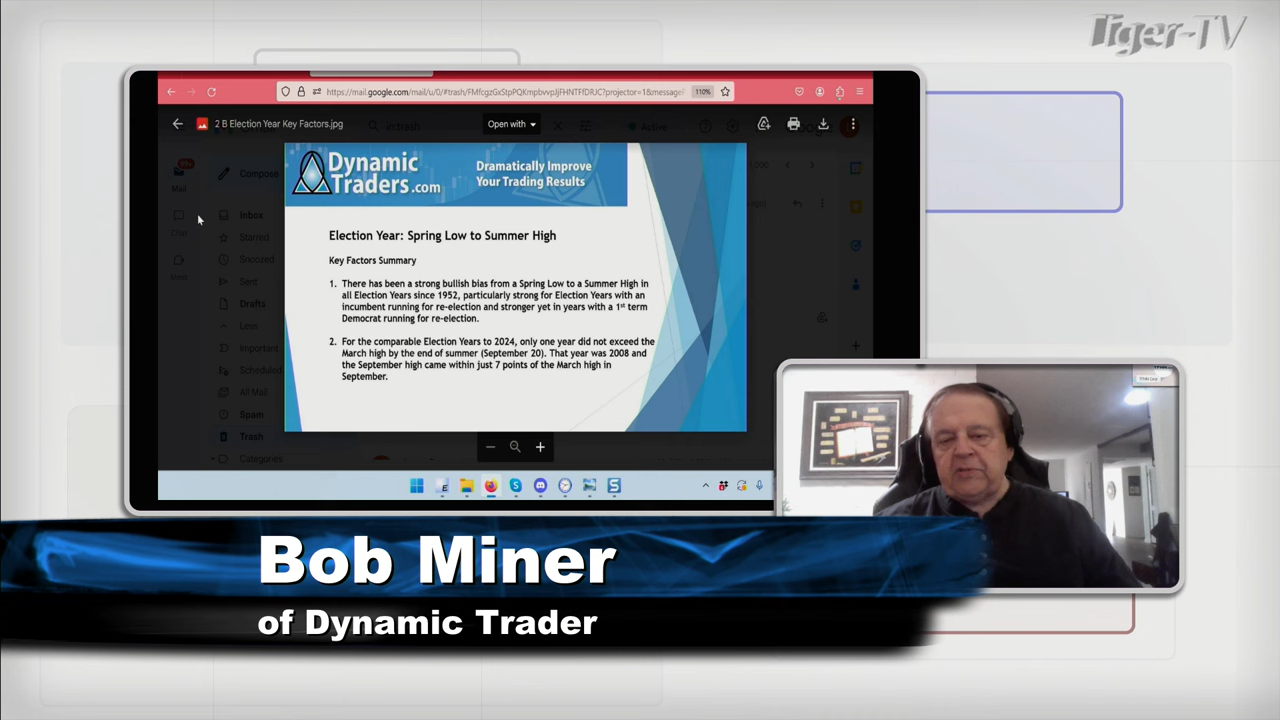 Tiger-TV
https://mail.google.com/mail/u/0/#trash/FMfcgzGxStpPQKmpbvvpJjFHNTFfDRJC?projector=1&message
110%
2 B Election Year Key Factors.jpg
Open with
Active
Compose
Mail
Inbox
Chat
Starred
Snoozed
Meet
Sent
Drafts
Less
Important
Scheduled
All Mail
Spam
Trash
Categories
Dynamic
Traders.com
Dramatically Improve
Your Trading Results
Election Year: Spring Low to Summer High
Key Factors Summary
1. There has been a strong bullish bias from a Spring Low to a Summer High in
all Election Years since 1952, particularly strong for Election Years with an
incumbent running for re-election and stronger yet in years with a 1st term
Democrat running for re-election.
2. For the comparable Election Years to 2024, only one year did not exceed the
March high by the end of summer (September 20). That year was 2008 and
the September high came within just 7 points of the March high in
September.
Bob Miner
of Dynamic Trader